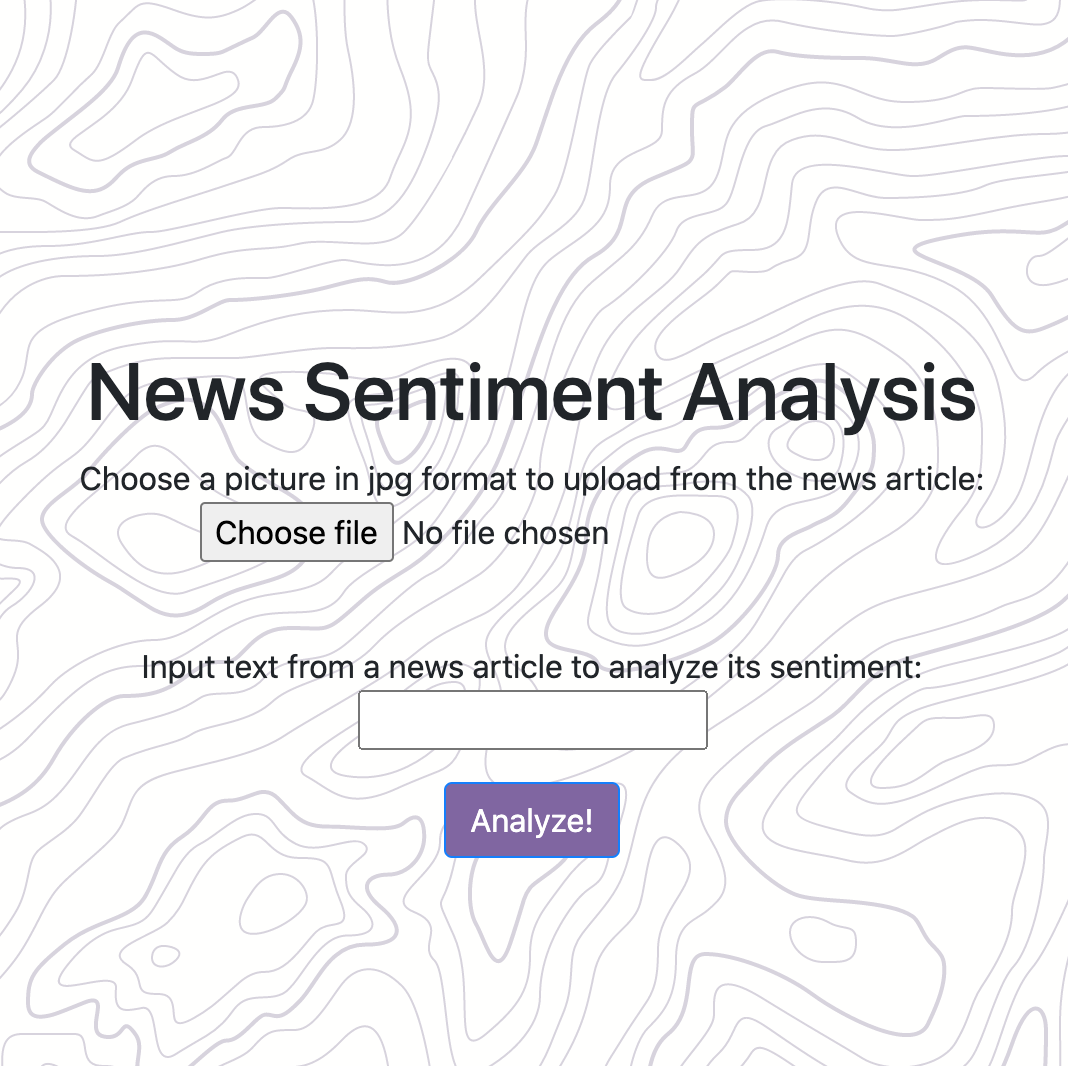 News Sentiment Analysis
Choose a picture in jpg format to upload from the news article:
Choose file No file chosen
Input text from a news article to analyze its sentiment:
Analyze!